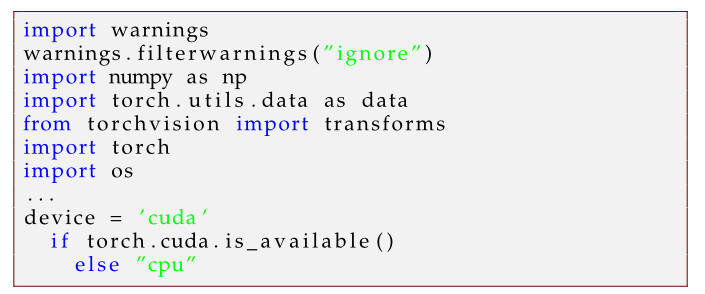 import warnings
warnings.filterwarnings("ignore")
import numpy as np
import torch.utils.data as data
from torchvision import transforms
import torch
import os
...
device = 'cuda'
  if torch.cuda.is_available()
    else "cpu"